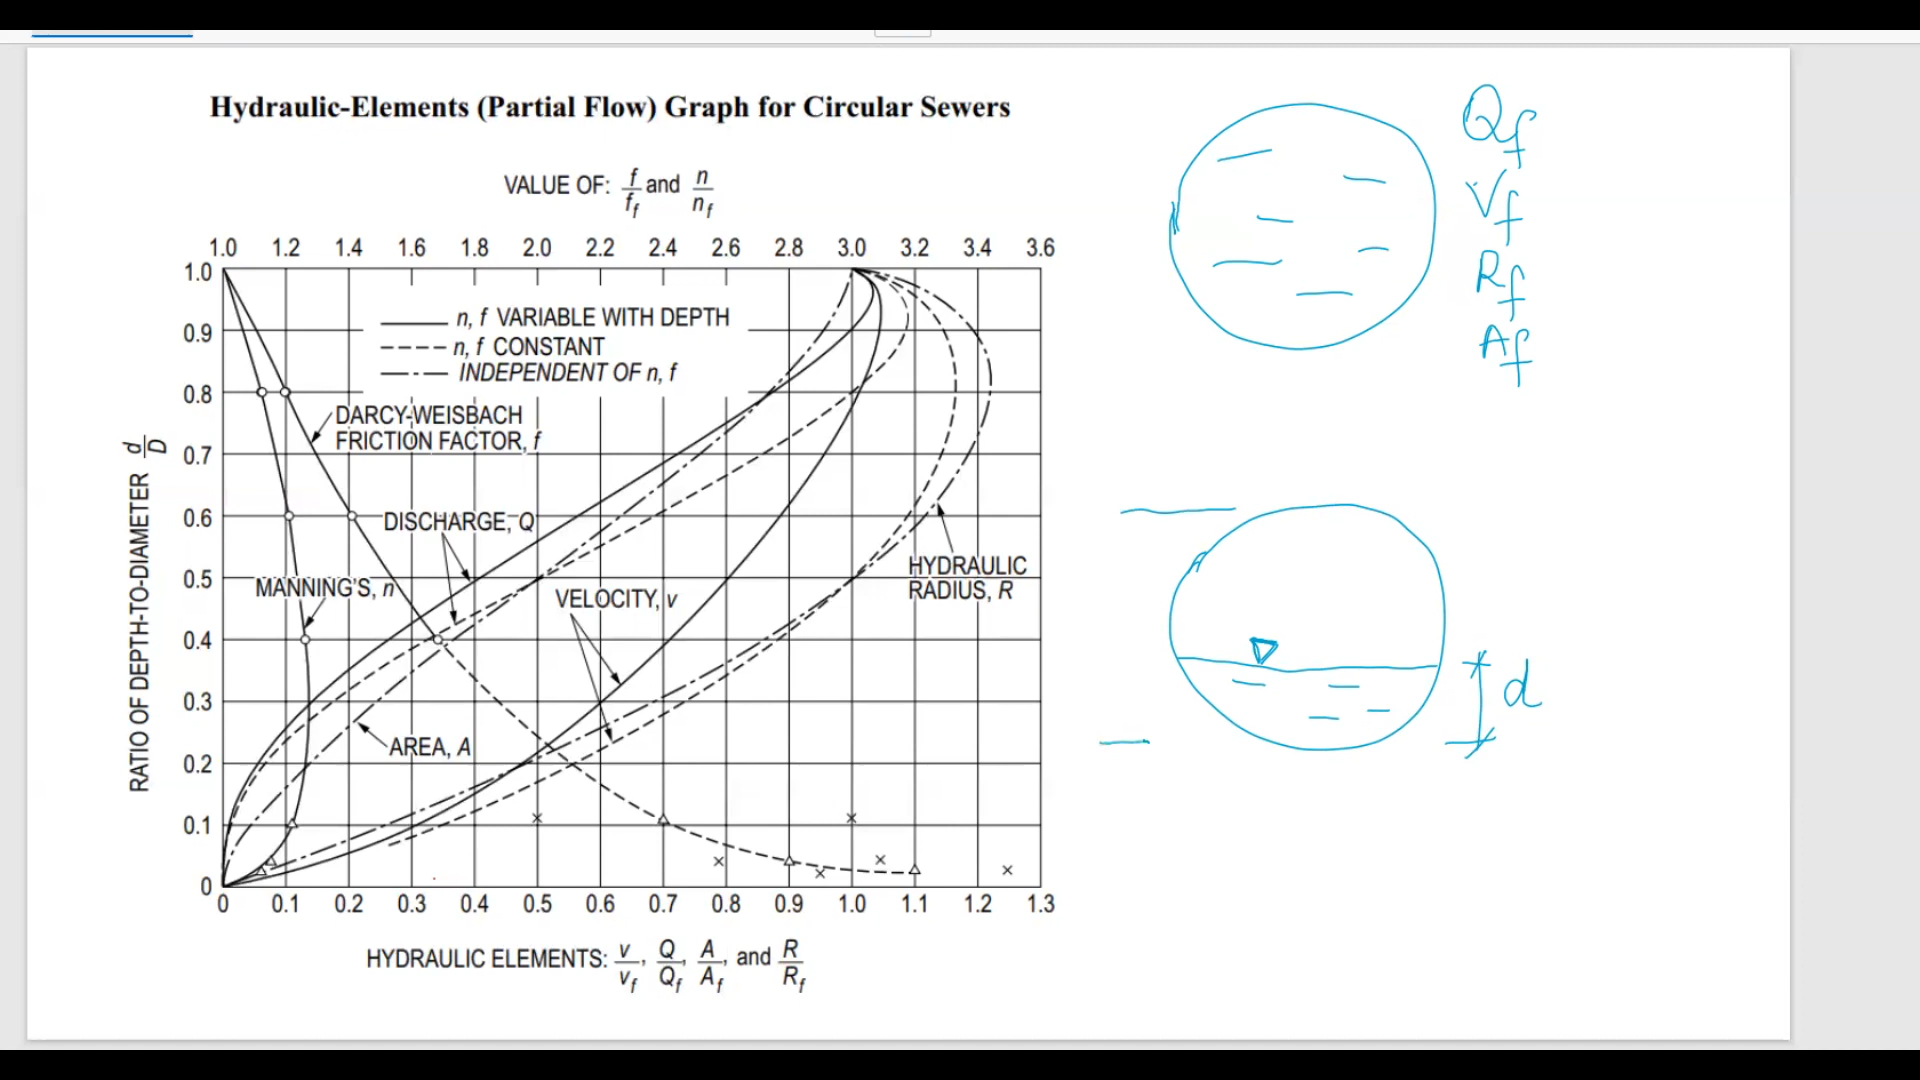 Hydraulic-Elements (Partial Flow) Graph for Circular Sewers
VALUE OF: f/f_f and n/n_f
1.0 1.2 1.4 1.6 1.8 2.0 2.2 2.4 2.6 2.8 3.0 3.2 3.4 3.6
1.0
0.9
0.8
0.7
0.6
0.5
0.4
0.3
0.2
0.1
0
RATIO OF DEPTH-TO-DIAMETER d/D
n, f VARIABLE WITH DEPTH
n, f CONSTANT
INDEPENDENT OF n, f
DARCY-WEISBACH
FRICTION FACTOR, f
DISCHARGE, Q
MANNING'S, n
VELOCITY, v
HYDRAULIC
RADIUS, R
AREA, A
0 0.1 0.2 0.3 0.4 0.5 0.6 0.7 0.8 0.9 1.0 1.1 1.2 1.3
HYDRAULIC ELEMENTS: v/v_f, Q/Q_f, A/A_f, and R/R_f
Q_f
V_f
R_f
A_f
d